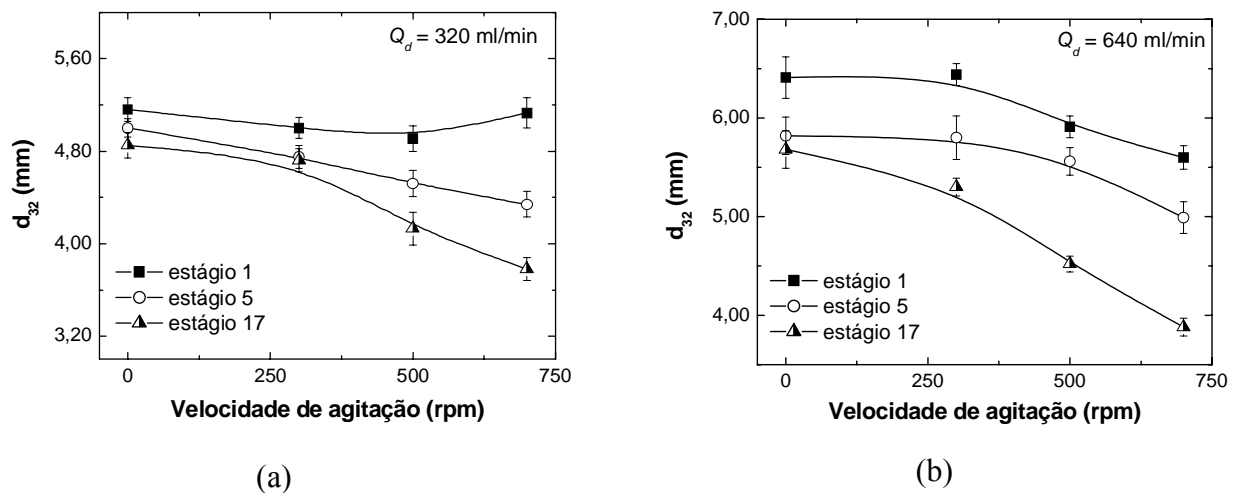 Q_d = 320 ml/min
5,60
4,80
4,00
3,20
d_32 (mm)
estágio 1
estágio 5
estágio 17
0 250 500 750
Velocidade de agitação (rpm)
(a)
Q_d = 640 ml/min
7,00
6,00
5,00
4,00
d_32 (mm)
estágio 1
estágio 5
estágio 17
0 250 500 750
Velocidade de agitação (rpm)
(b)